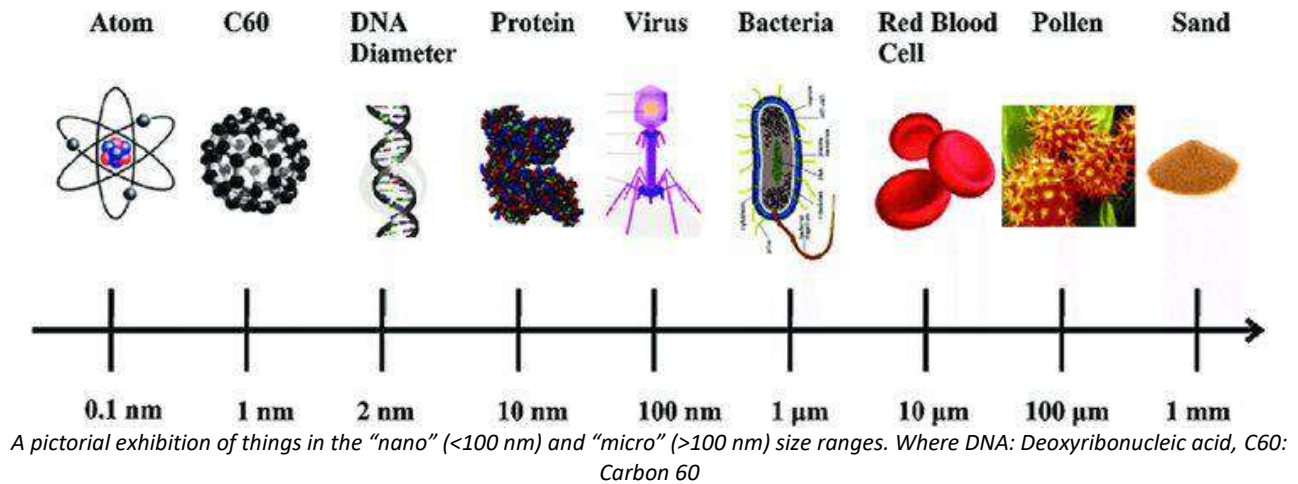 Atom C60 DNA Diameter Protein Virus Bacteria Red Blood Cell Pollen Sand
0.1 nm 1 nm 2 nm 10 nm 100 nm 1 µm 10 µm 100 µm 1 mm
A pictorial exhibition of things in the “nano” (<100 nm) and “micro” (>100 nm) size ranges. Where DNA: Deoxyribonucleic acid, C60:
Carbon 60